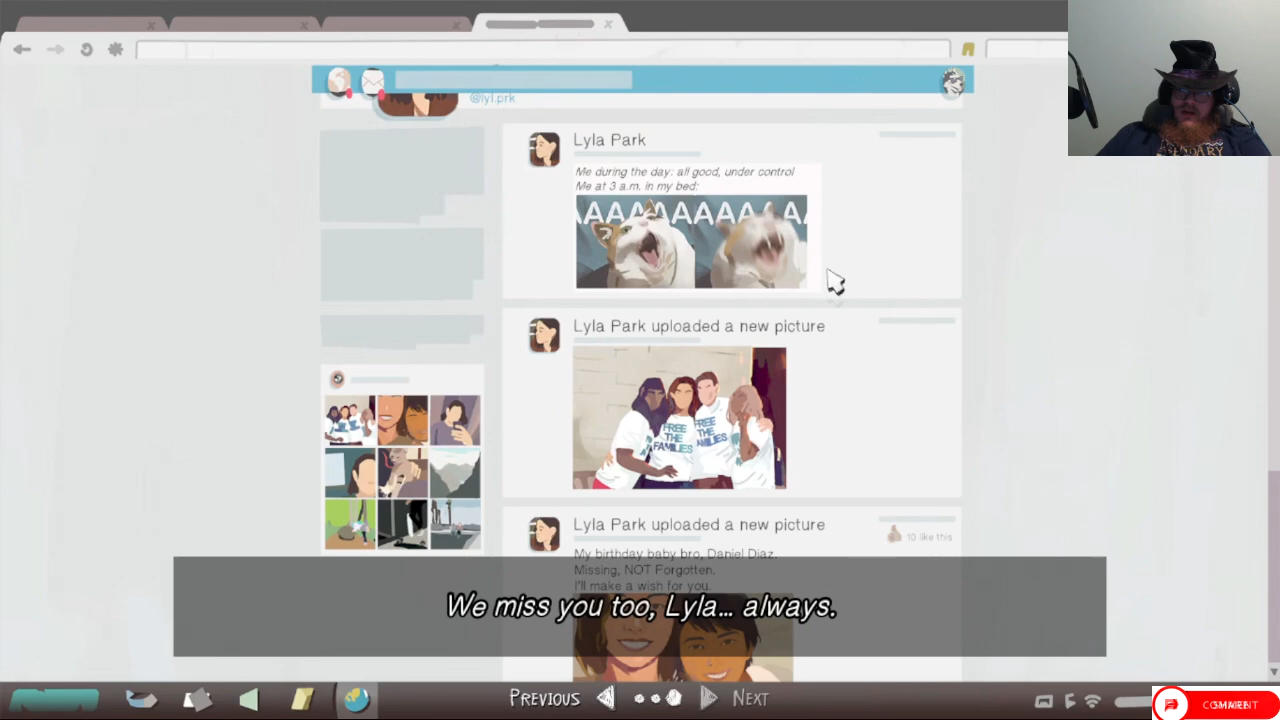 @lyl.prk
Lyla Park
Me during the day: all good, under control
Me at 3 a.m. in my bed:
AAAAAAAAAA
Lyla Park uploaded a new picture
FREE
THE
FAMILIES
FREE
THE
FAMILIES
Lyla Park uploaded a new picture
10 like this
My birthday baby bro, Daniel Diaz.
Missing, NOT Forgotten.
I'll make a wish for you.
We miss you too, Lyla... always.
PREVIOUS
NEXT